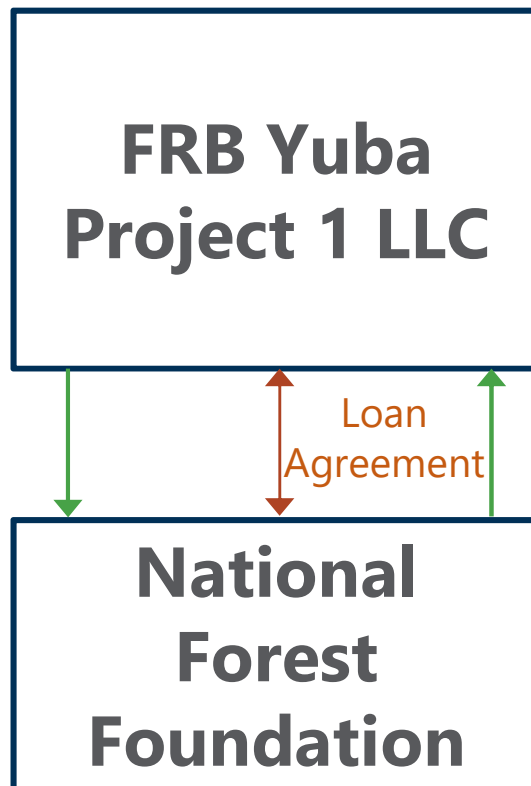 FRB Yuba
Project 1 LLC
Loan
Agreement
National
Forest
Foundation